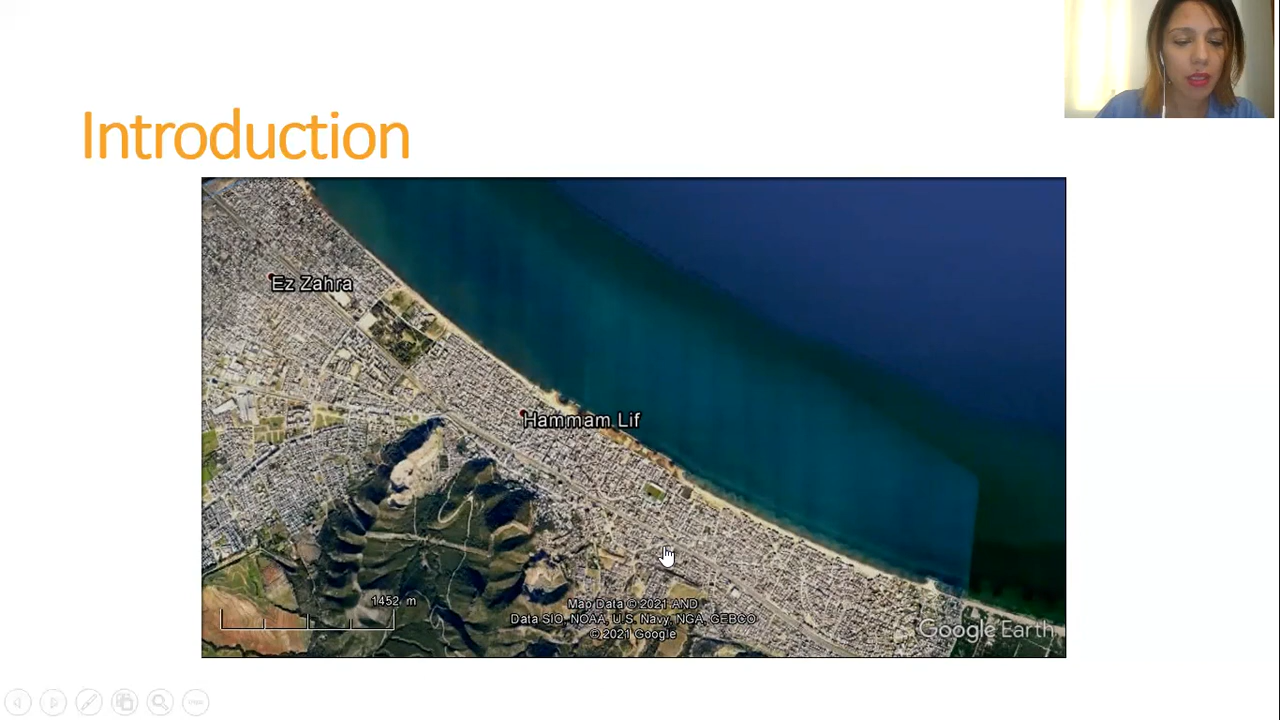 Introduction
Ez Zahra
Hammam Lif
1452 m
Map Data © 2021 AND
Data SIO, NOAA, U.S. Navy, NGA, GEBCO
© 2021 Google
Google Earth